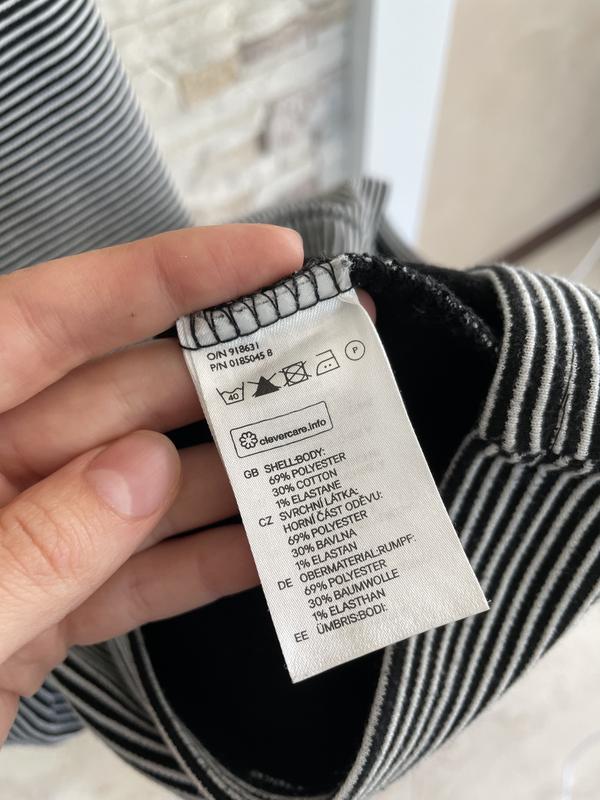 O/N 918631
P/N 0185045 8
40 P
clevercare.info
GB SHELL-BODY:
69% POLYESTER
30% COTTON
1% ELASTANE
CZ SVRCHNÍ LÁTKA:
HORNÍ ČÁST ODĚVU:
69% POLYESTER
30% BAVLNA
1% ELASTAN
DE OBERMATERIAL:RUMPF:
69% POLYESTER
30% BAUMWOLLE
1% ELASTHAN
EE ÜMBRIS:BODI: